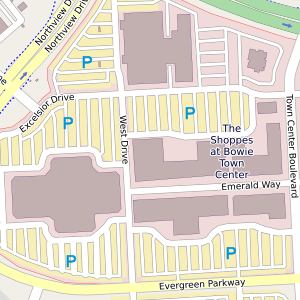 Northview Drive
Northview Drive
P
Excelsior Drive
P
P
West Drive
Town Center Boulevard
The
Shoppes
at Bowie
Town
Center
Emerald Way
P
P
Evergreen Parkway